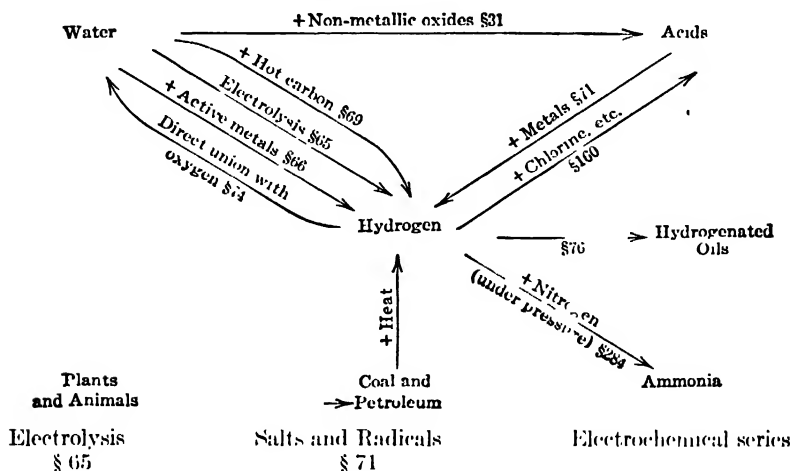 + Non-metallic oxides §31
Water
Acids
+ Hot carbon §69
Electrolysis §65
+ Active metals §66
Direct union with
oxygen §74
+ Metals §71
+ Chlorine, etc.
§160
Hydrogen
§76
Hydrogenated
Oils
+ Nitrogen
(under pressure) §284
+ Heat
Plants
and Animals
Coal and
Petroleum
Ammonia
Electrolysis
§ 65
Salts and Radicals
§ 71
Electrochemical series